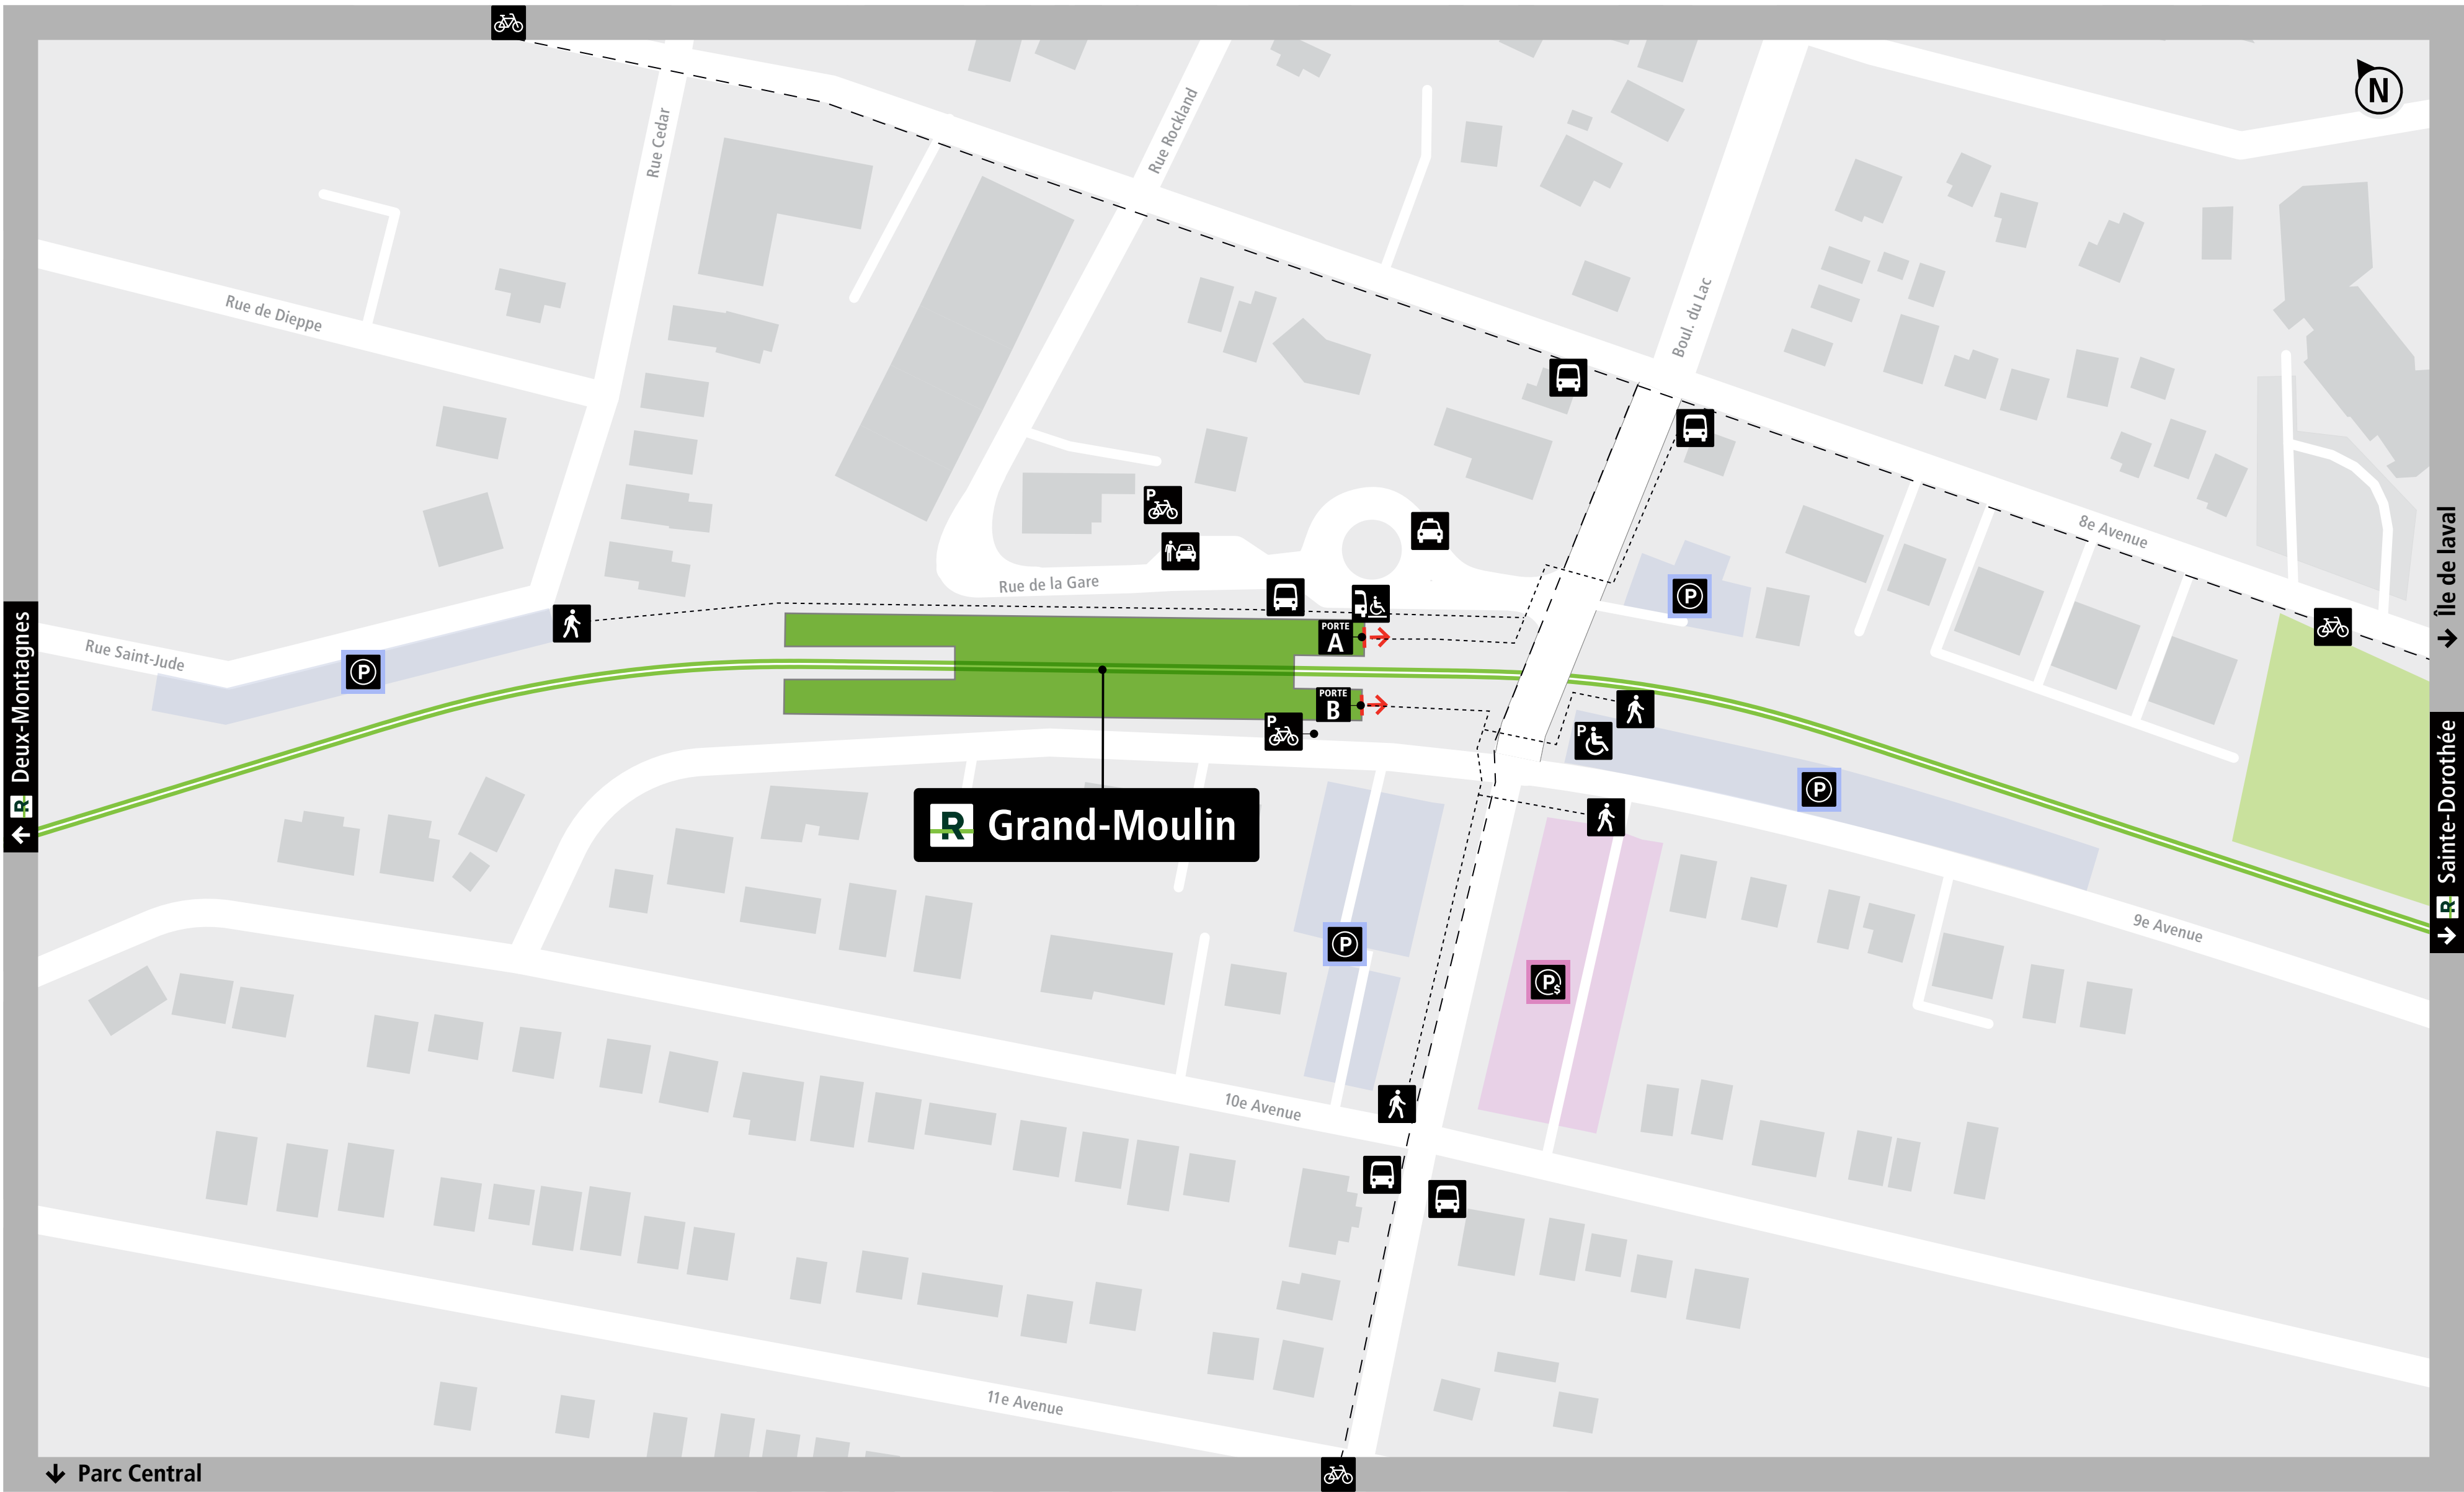 N
Rue Cedar
Rue Rockland
Boul. du Lac
Rue de Dieppe
8e Avenue
→ Île de laval
P
Rue de la Gare
Deux-Montagnes
R
←
Rue Saint-Jude
P
PORTE
A
P
PORTE
B
P
P
P
Sainte-Dorothée
R
→
R Grand-Moulin
9e Avenue
P
P$
10e Avenue
11e Avenue
↓ Parc Central